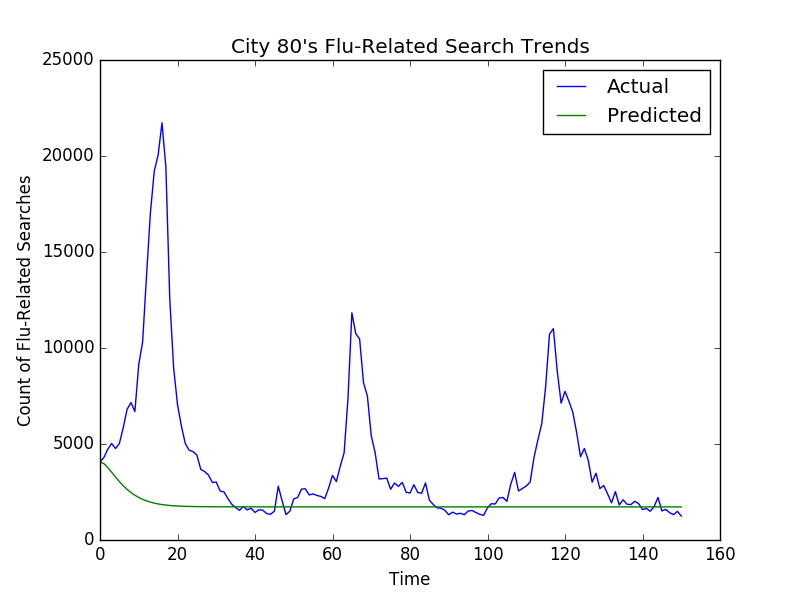 City 80's Flu-Related Search Trends
25000
20000
15000
10000
5000
0
Count of Flu-Related Searches
Actual
Predicted
0 20 40 60 80 100 120 140 160
Time